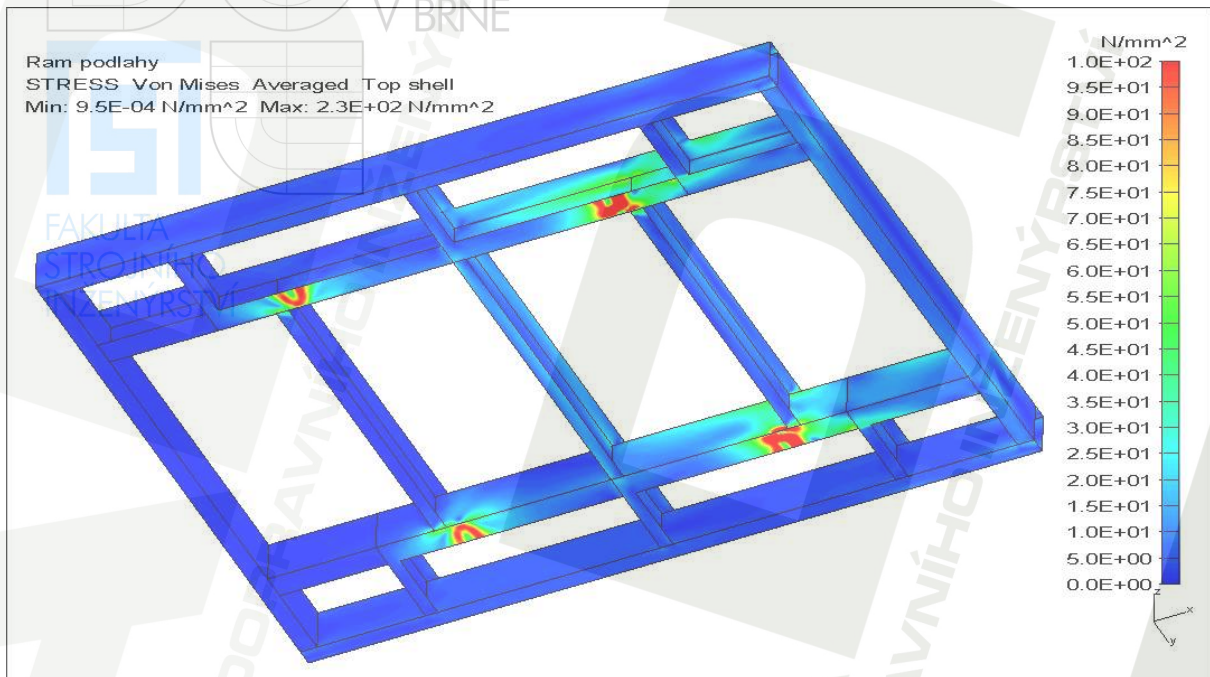 V BRNĚ
N/mm^2
Ram podlahy
STRESS Von Mises Averaged Top shell
Min: 9.5E-04 N/mm^2 Max: 2.3E+02 N/mm^2
1.0E+02
9.5E+01
9.0E+01
8.5E+01
8.0E+01
7.5E+01
7.0E+01
6.5E+01
6.0E+01
5.5E+01
5.0E+01
4.5E+01
4.0E+01
3.5E+01
3.0E+01
2.5E+01
2.0E+01
1.5E+01
1.0E+01
5.0E+00
0.0E+00
FAKULTA
STROJNÍHO
INŽENÝRSTVÍ
z
x
y